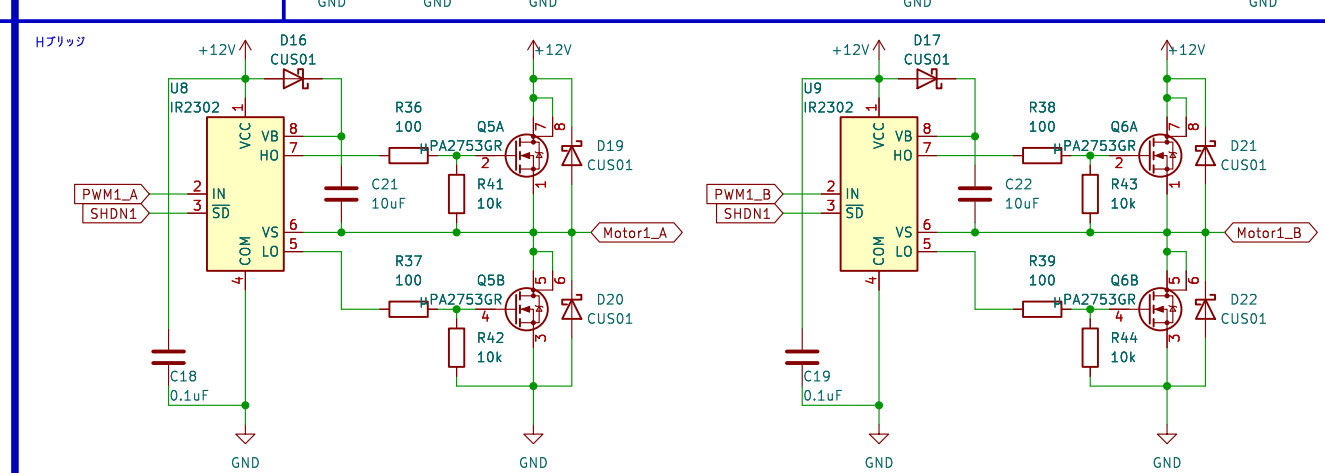 GND
GND
GND
GND
GND
Hブリッジ
+12V
D16
CUS01
+12V
U8
IR2302
1
VCC
VB
8
HO
7
R36
100
Q5A
µPA2753GR
2
7
8
1
D19
CUS01
PWM1_A
SHDN1
2
IN
3
SD
C21
10uF
R41
10k
VS
6
LO
5
COM
4
Motor1_A
R37
100
Q5B
µPA2753GR
4
5
6
3
D20
CUS01
R42
10k
C18
0.1uF
GND
GND
+12V
D17
CUS01
+12V
U9
IR2302
1
VCC
VB
8
HO
7
R38
100
Q6A
µPA2753GR
2
7
8
1
D21
CUS01
PWM1_B
SHDN1
2
IN
3
SD
C22
10uF
R43
10k
VS
6
LO
5
COM
4
Motor1_B
R39
100
Q6B
µPA2753GR
4
5
6
3
D22
CUS01
R44
10k
C19
0.1uF
GND
GND